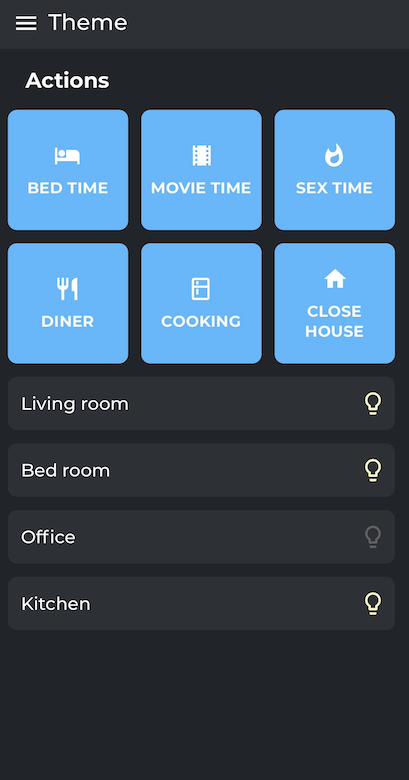 Theme
Actions
BED TIME
MOVIE TIME
SEX TIME
DINER
COOKING
CLOSE
HOUSE
Living room
Bed room
Office
Kitchen